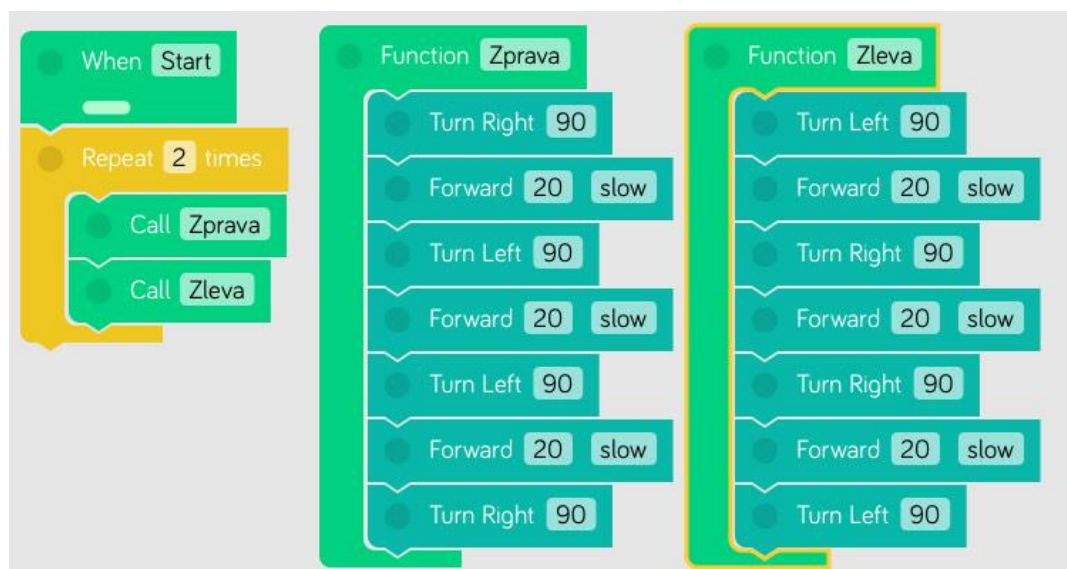 When Start
Repeat 2 times
Call Zprava
Call Zleva
Function Zprava
Turn Right 90
Forward 20 slow
Turn Left 90
Forward 20 slow
Turn Left 90
Forward 20 slow
Turn Right 90
Function Zleva
Turn Left 90
Forward 20 slow
Turn Right 90
Forward 20 slow
Turn Right 90
Forward 20 slow
Turn Left 90